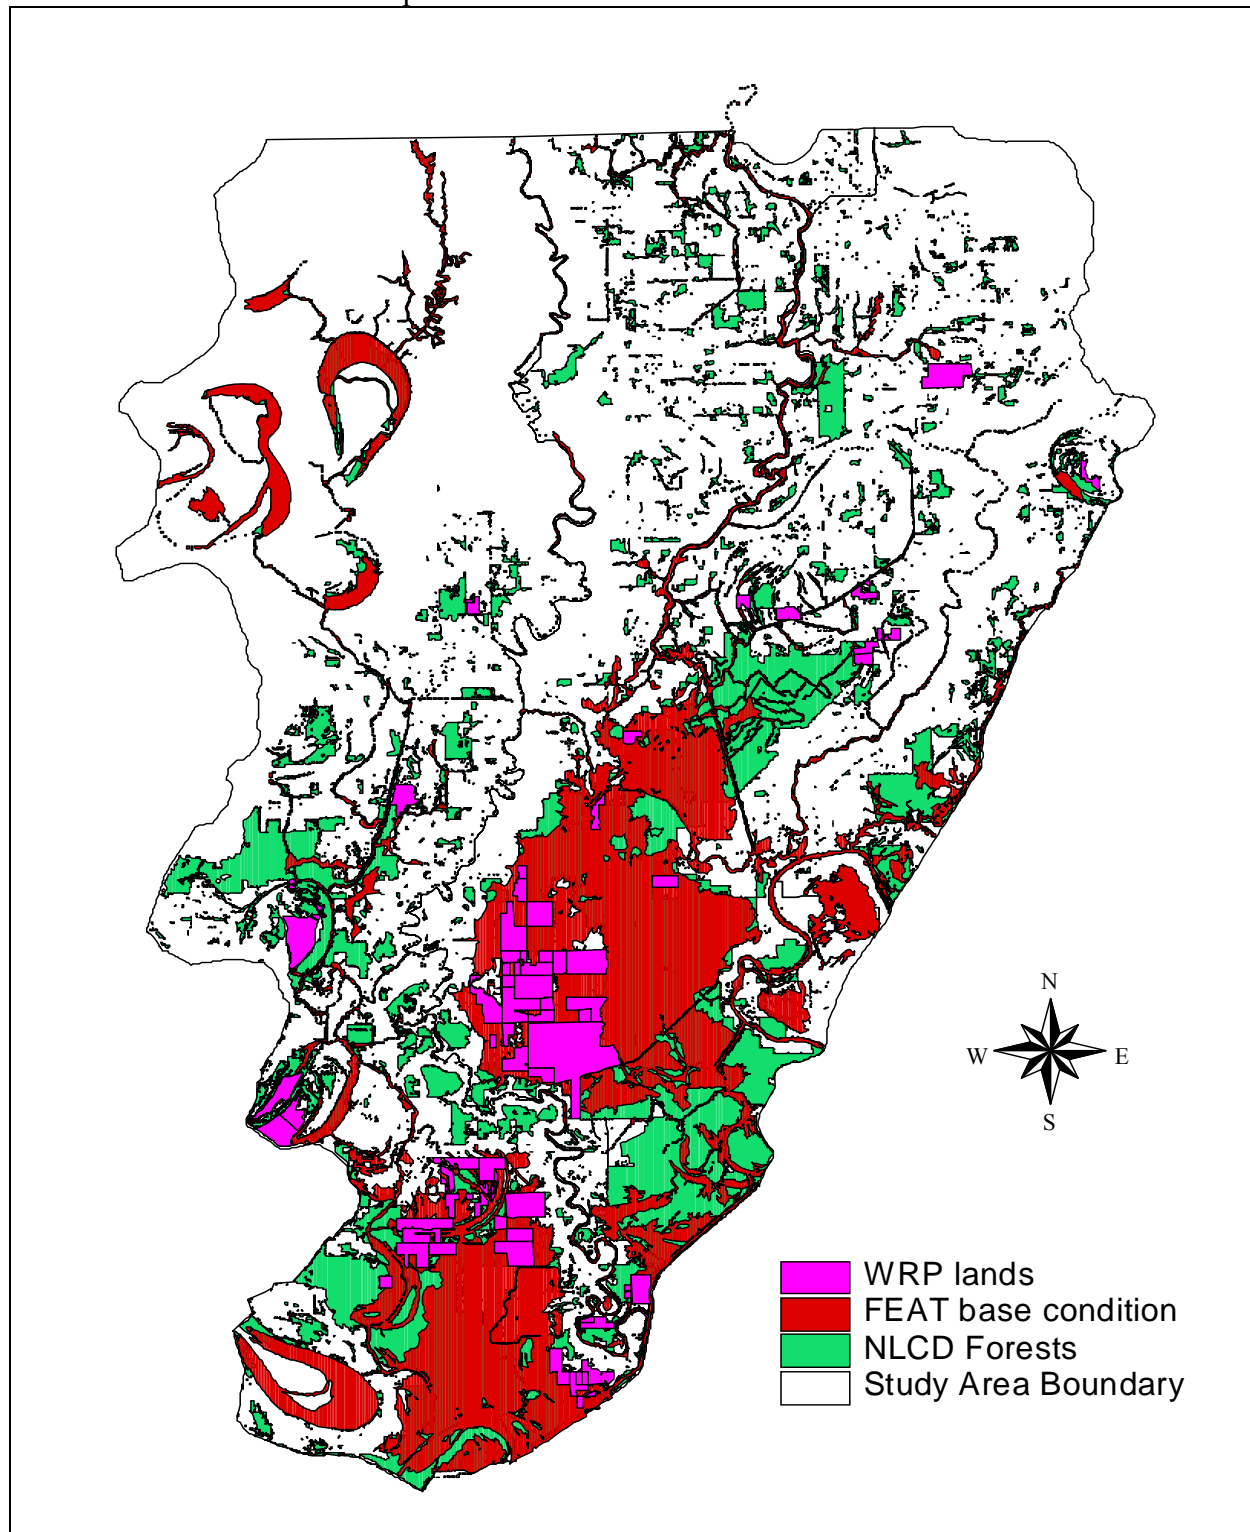 N
W E
S
WRP lands
FEAT base condition
NLCD Forests
Study Area Boundary